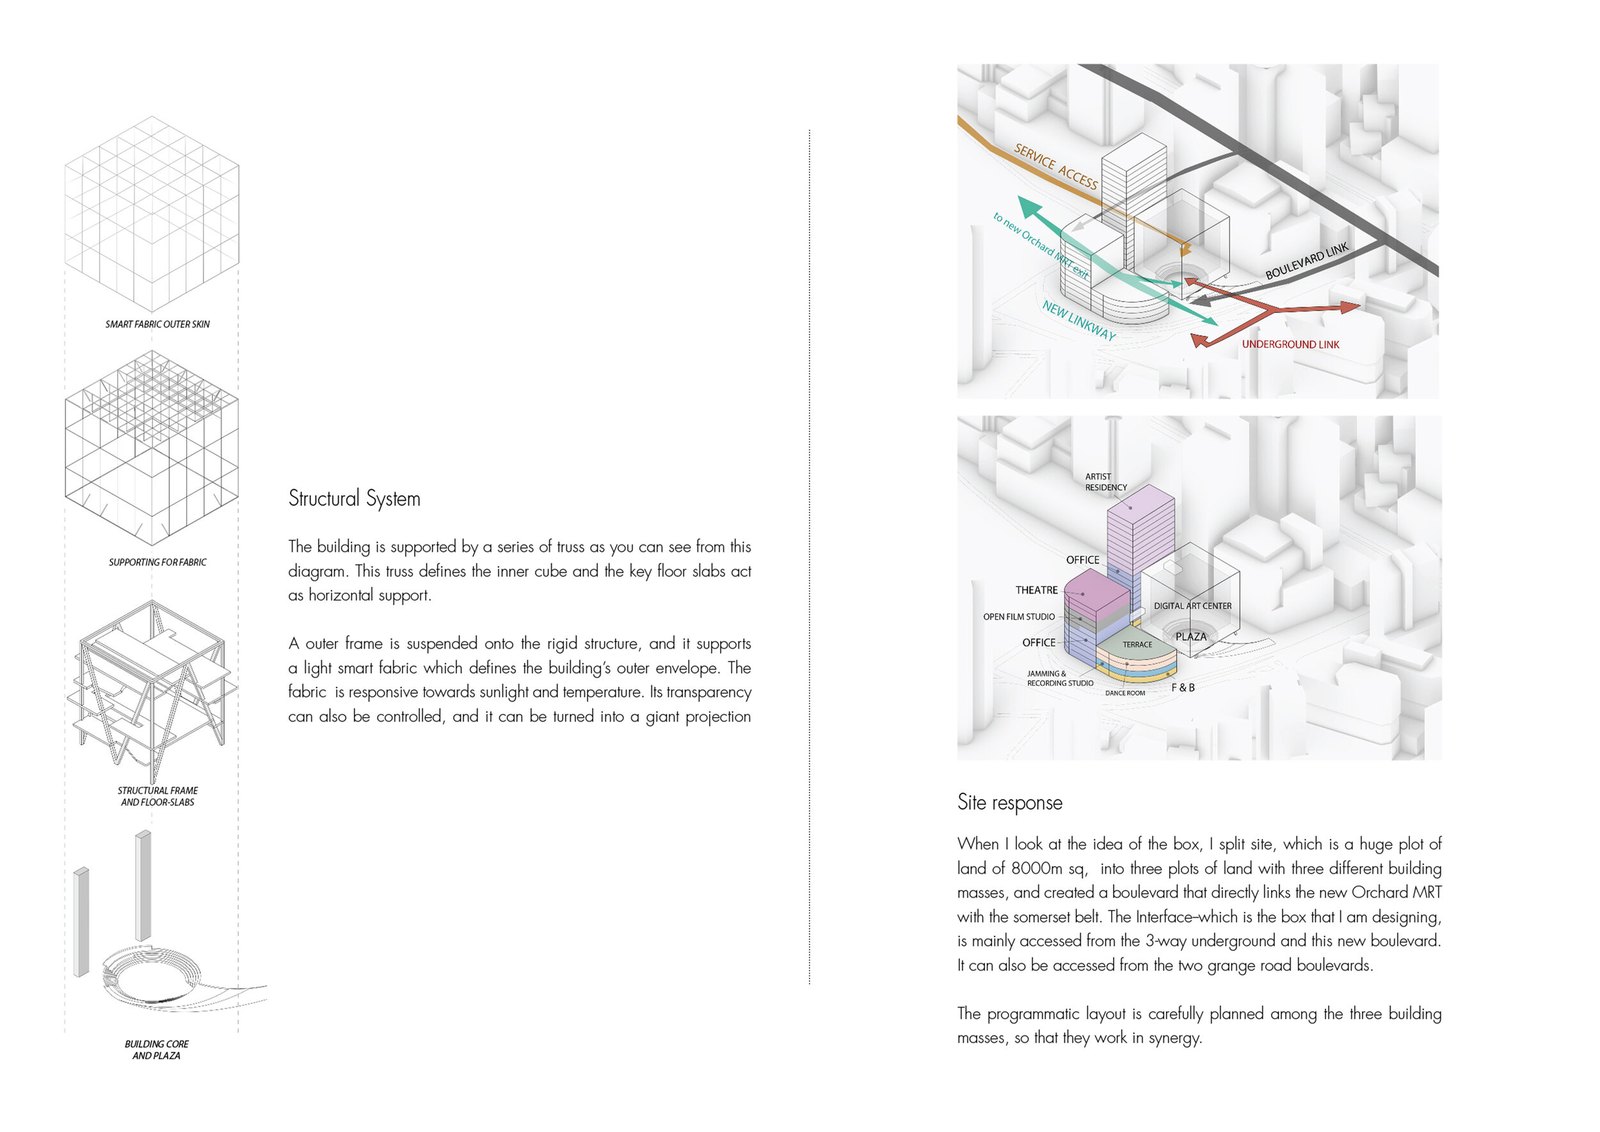 SMART FABRIC OUTER SKIN
SUPPORTING FOR FABRIC
STRUCTURAL FRAME
AND FLOOR-SLABS
BUILDING CORE
AND PLAZA
Structural System
The building is supported by a series of truss as you can see from this
diagram. This truss defines the inner cube and the key floor slabs act
as horizontal support.
A outer frame is suspended onto the rigid structure, and it supports
a light smart fabric which defines the building's outer envelope. The
fabric is responsive towards sunlight and temperature. Its transparency
can also be controlled, and it can be turned into a giant projection
SERVICE ACCESS
to new Orchard MRT exit
BOULEVARD LINK
NEW LINKWAY
UNDERGROUND LINK
ARTIST
RESIDENCY
OFFICE
THEATRE
DIGITAL ART CENTER
OPEN FILM STUDIO
PLAZA
OFFICE
TERRACE
JAMMING &
RECORDING STUDIO
DANCE ROOM
F & B
Site response
When I look at the idea of the box, I split site, which is a huge plot of
land of 8000m sq, into three plots of land with three different building
masses, and created a boulevard that directly links the new Orchard MRT
with the somerset belt. The Interface–which is the box that I am designing,
is mainly accessed from the 3-way underground and this new boulevard.
It can also be accessed from the two grange road boulevards.
The programmatic layout is carefully planned among the three building
masses, so that they work in synergy.